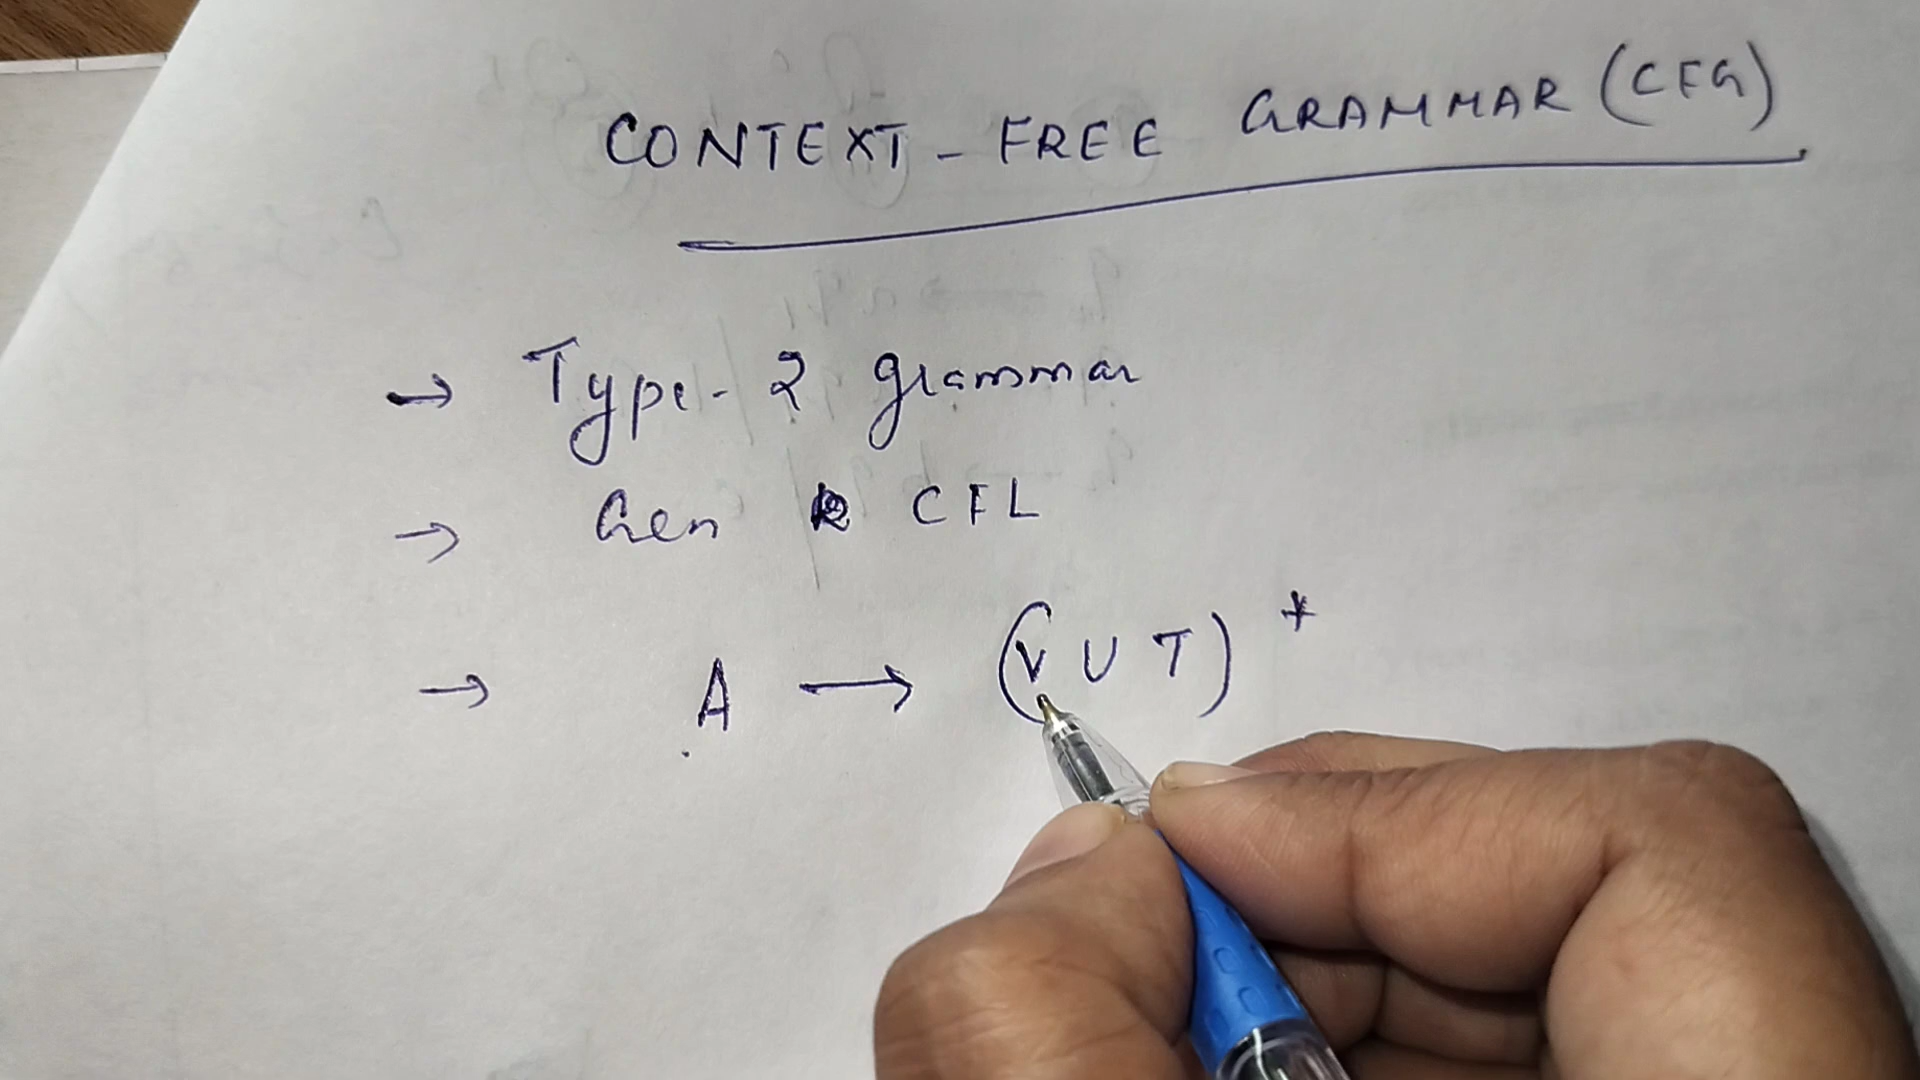 CONTEXT-FREE GRAMMAR (CFG)
→ Type-2 grammar
→ Gen CFL
→ A → (V U T)*